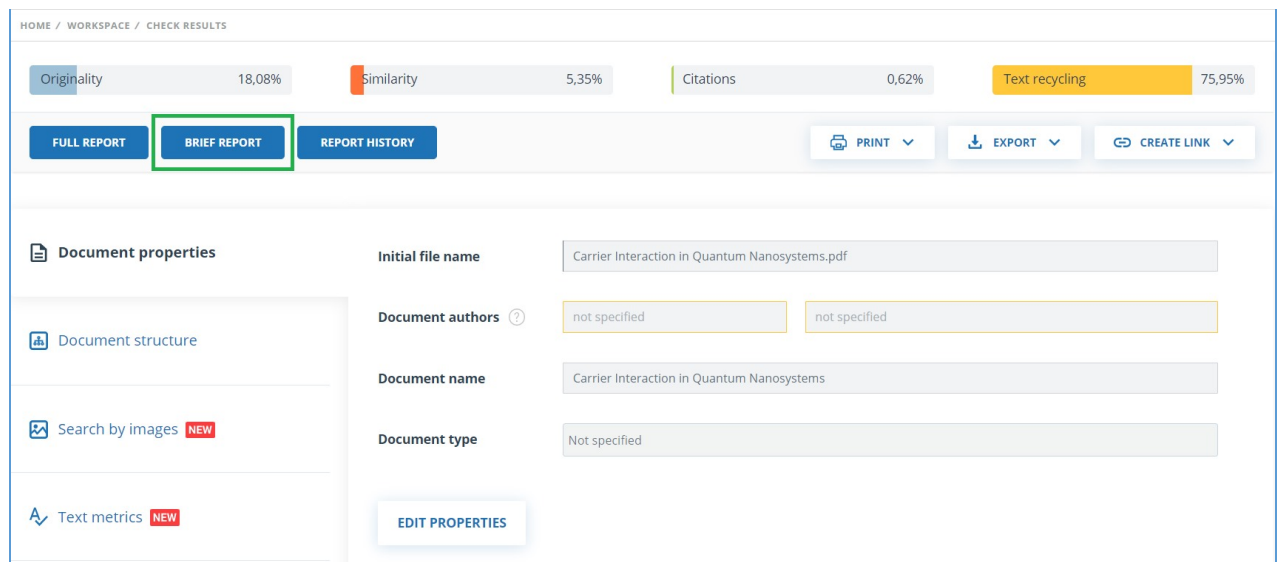 HOME / WORKSPACE / CHECK RESULTS
Originality 18,08% Similarity 5,35% Citations 0,62% Text recycling 75,95%
FULL REPORT BRIEF REPORT REPORT HISTORY PRINT EXPORT CREATE LINK
Document properties
Document structure
Search by images NEW
Text metrics NEW
Initial file name Carrier Interaction in Quantum Nanosystems.pdf
Document authors ? not specified not specified
Document name Carrier Interaction in Quantum Nanosystems
Document type Not specified
EDIT PROPERTIES